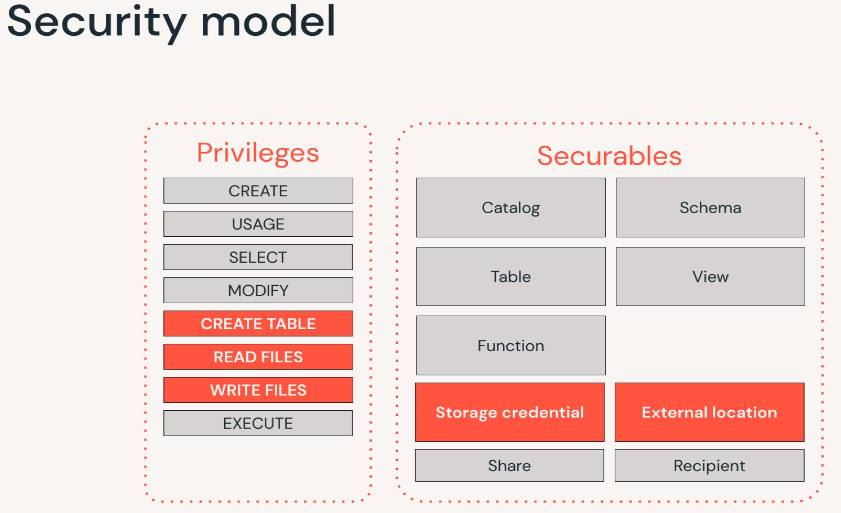 Security model
Privileges
CREATE
USAGE
SELECT
MODIFY
CREATE TABLE
READ FILES
WRITE FILES
EXECUTE
Securables
Catalog
Schema
Table
View
Function
Storage credential
External location
Share
Recipient